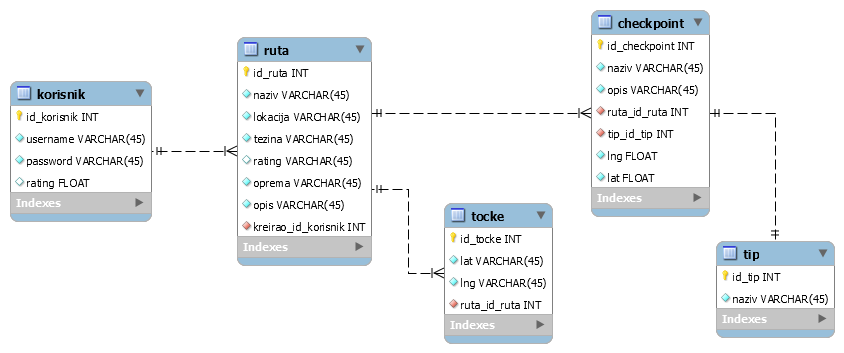 korisnik
id_korisnik INT
username VARCHAR(45)
password VARCHAR(45)
rating FLOAT
Indexes
ruta
id_ruta INT
naziv VARCHAR(45)
lokacija VARCHAR(45)
tezina VARCHAR(45)
rating VARCHAR(45)
oprema VARCHAR(45)
opis VARCHAR(45)
kreirao_id_korisnik INT
Indexes
tocke
id_tocke INT
lat VARCHAR(45)
lng VARCHAR(45)
ruta_id_ruta INT
Indexes
checkpoint
id_checkpoint INT
naziv VARCHAR(45)
opis VARCHAR(45)
ruta_id_ruta INT
tip_id_tip INT
lng FLOAT
lat FLOAT
Indexes
tip
id_tip INT
naziv VARCHAR(45)
Indexes